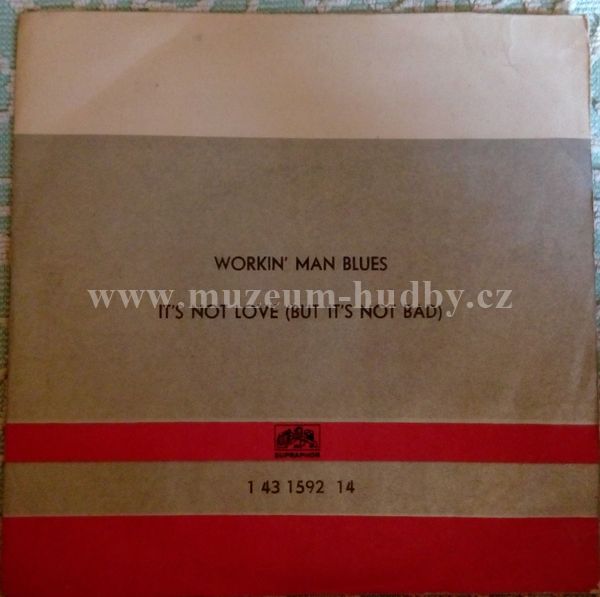 WORKIN' MAN BLUES
www.muzeum-hudby.cz
IT'S NOT LOVE (BUT IT'S NOT BAD)
SUPRAPHON
1 43 1592 14